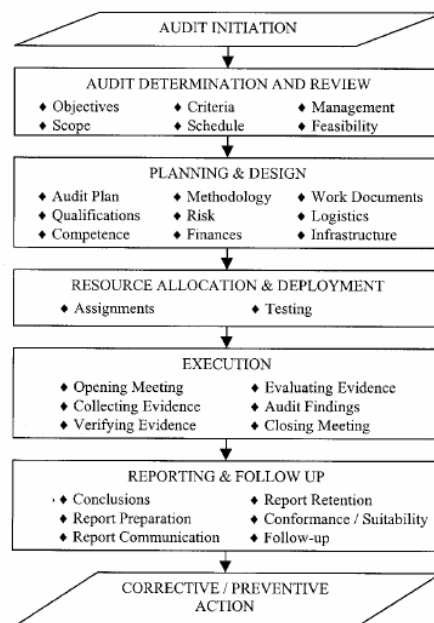 AUDIT INITIATION
AUDIT DETERMINATION AND REVIEW
♦ Objectives ♦ Criteria ♦ Management
♦ Scope ♦ Schedule ♦ Feasibility
PLANNING & DESIGN
♦ Audit Plan ♦ Methodology ♦ Work Documents
♦ Qualifications ♦ Risk ♦ Logistics
♦ Competence ♦ Finances ♦ Infrastructure
RESOURCE ALLOCATION & DEPLOYMENT
♦ Assignments ♦ Testing
EXECUTION
♦ Opening Meeting ♦ Evaluating Evidence
♦ Collecting Evidence ♦ Audit Findings
♦ Verifying Evidence ♦ Closing Meeting
REPORTING & FOLLOW UP
♦ Conclusions ♦ Report Retention
♦ Report Preparation ♦ Conformance / Suitability
♦ Report Communication ♦ Follow-up
CORRECTIVE / PREVENTIVE
ACTION